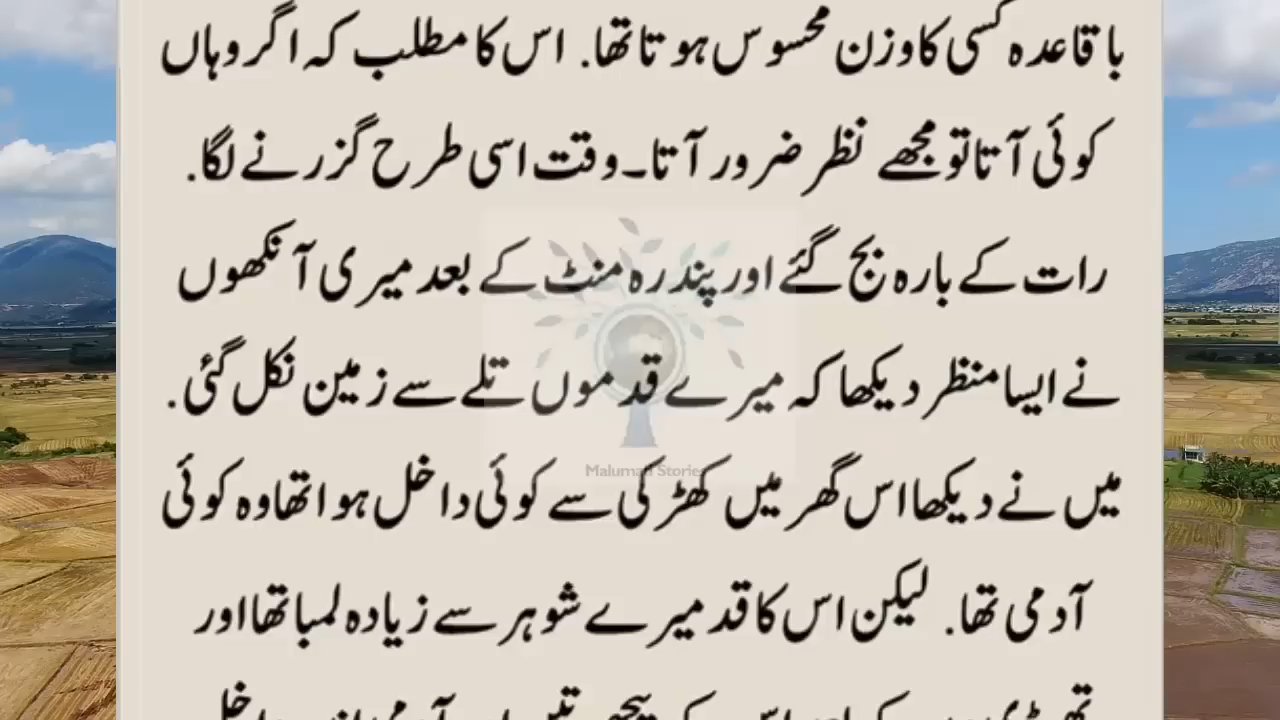 باقاعدہ کسی کا وزن محسوس ہوتا تھا. اس کا مطلب کہ اگر وہاں
کوئی آتا تو مجھے نظر ضرور آتا۔وقت اسی طرح گزرنے لگا.
رات کے بارہ بج گئے اور پندرہ منٹ کے بعد میری آنکھوں
نے ایسا منظر دیکھا کہ میرے قدموں تلے سے زمین نکل گئی.
Malumati Stories
میں نے دیکھا اس گھر میں کھڑکی سے کوئی داخل ہوا تھا وہ کوئی
آدمی تھا. لیکن اس کا قد میرے شوہر سے زیادہ لمبا تھا اور